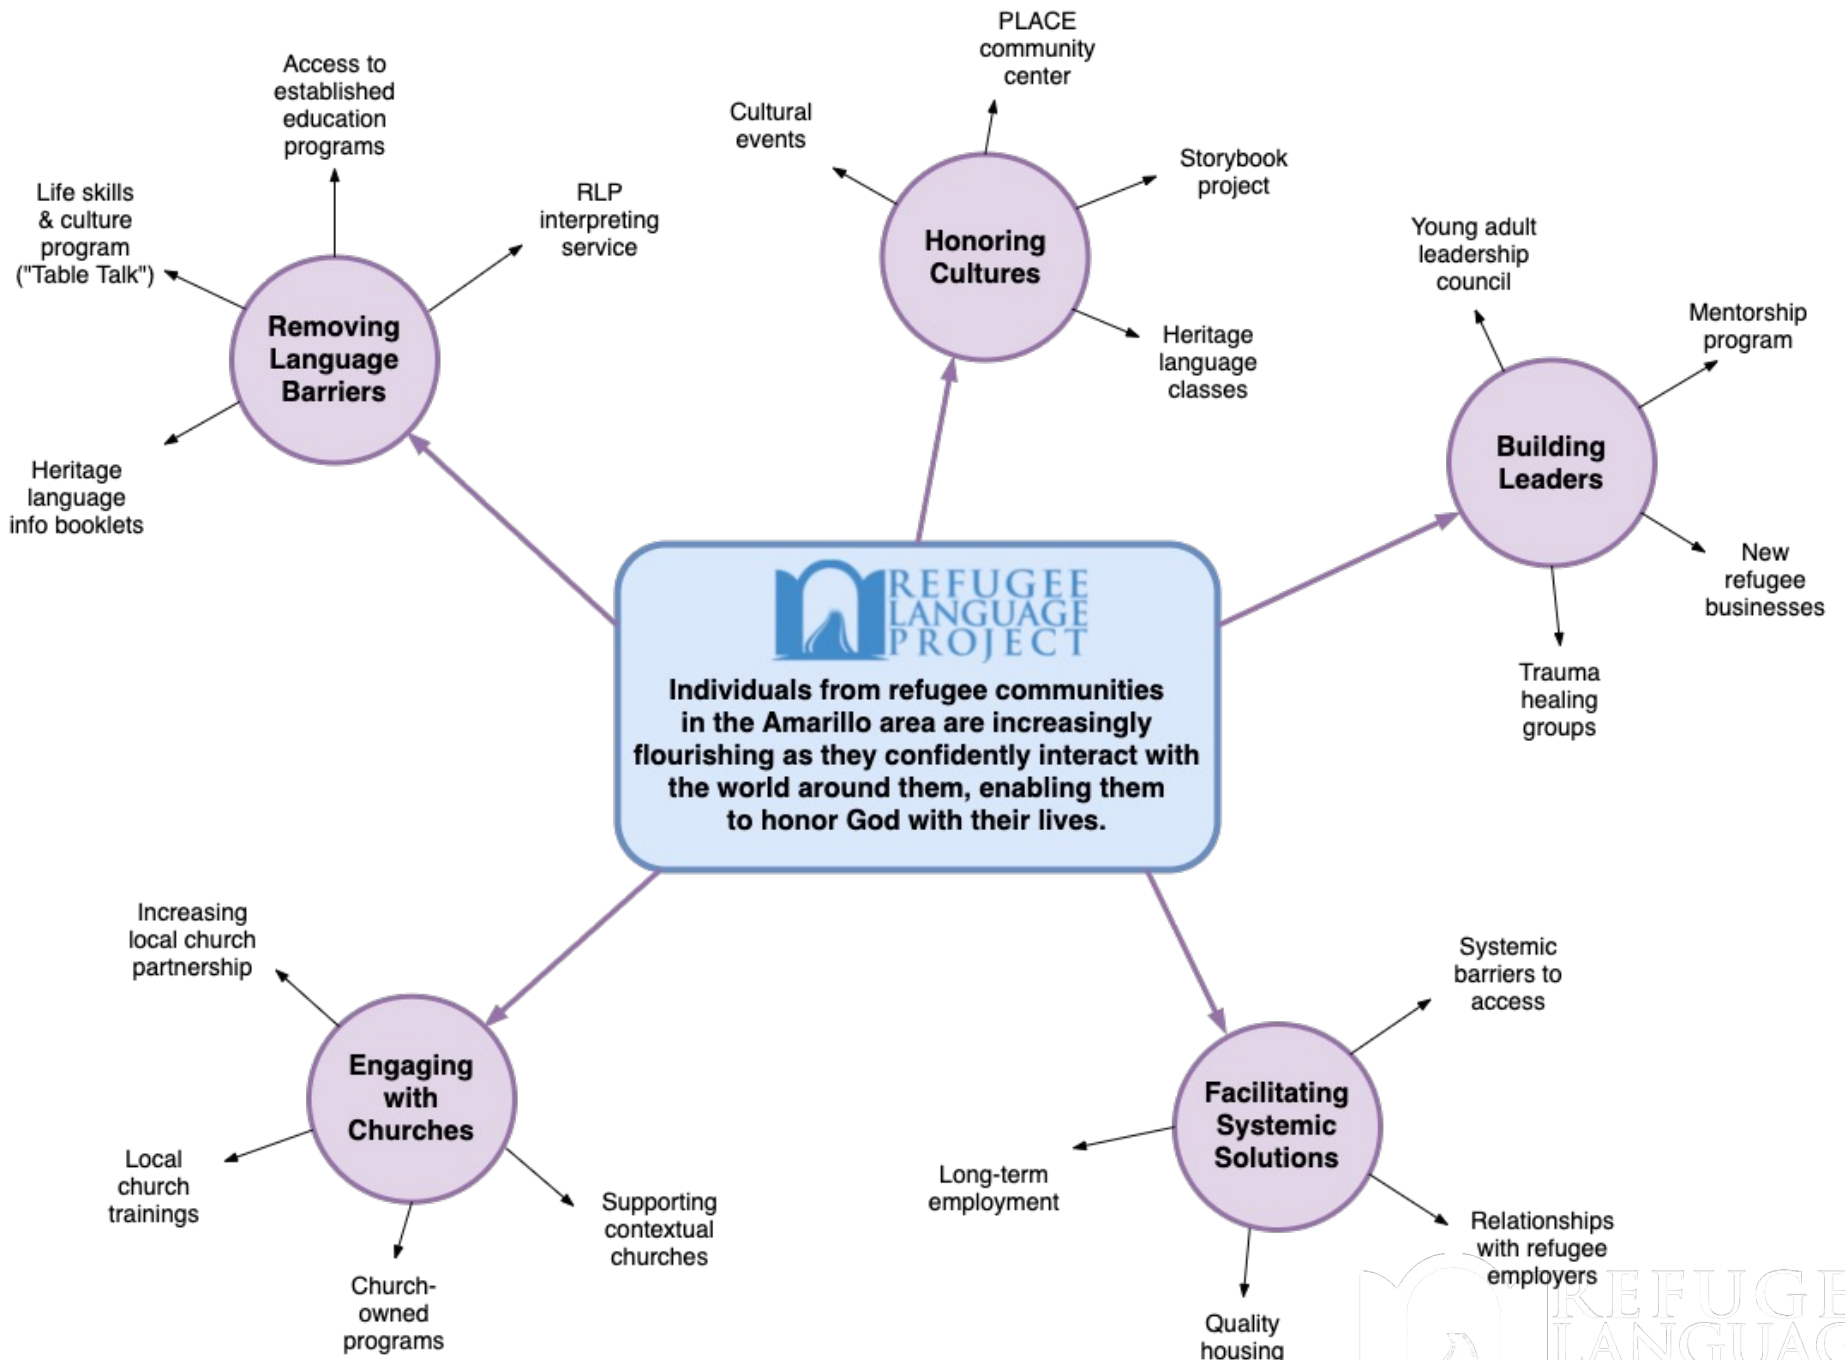 PLACE
community
center
Access to
established
education
programs
Cultural
events
Storybook
project
Life skills
& culture
program
("Table Talk")
RLP
interpreting
service
Honoring
Cultures
Young adult
leadership
council
Mentorship
program
Removing
Language
Barriers
Heritage
language
classes
Heritage
language
info booklets
Building
Leaders
New
refugee
businesses
Trauma
healing
groups
REFUGEE
LANGUAGE
PROJECT
Individuals from refugee communities
in the Amarillo area are increasingly
flourishing as they confidently interact with
the world around them, enabling them
to honor God with their lives.
Increasing
local church
partnership
Systemic
barriers to
access
Engaging
with
Churches
Facilitating
Systemic
Solutions
Local
church
trainings
Long-term
employment
Supporting
contextual
churches
Relationships
with refugee
employers
Church-
owned
programs
Quality
housing
REFUGE
LANGUAG